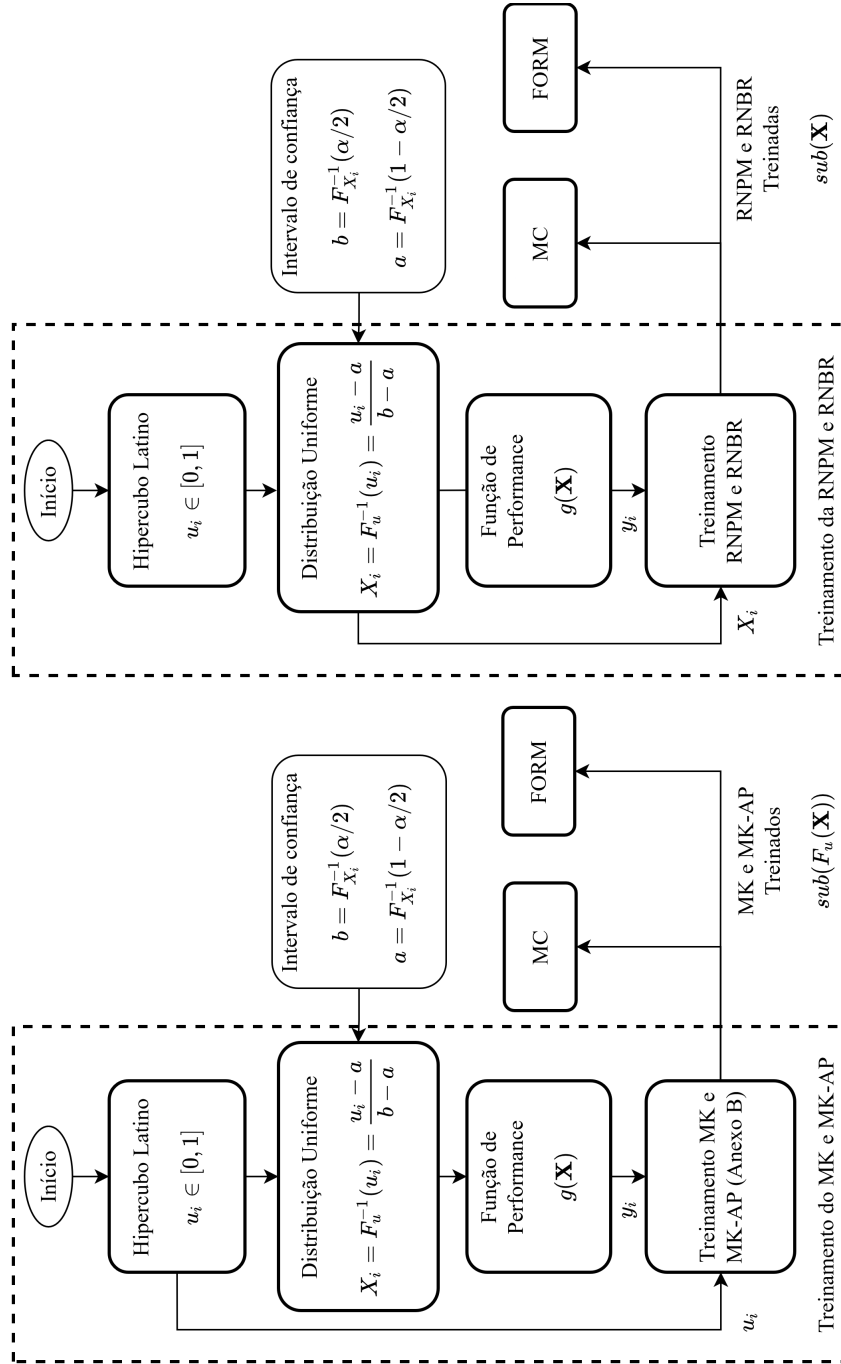 Início
Hipercubo Latino
u_i ∈ [0, 1]
Distribuição Uniforme
X_i = F_u^{-1}(u_i) = \frac{u_i − a}{b − a}
Intervalo de confiança
b = F_{X_i}^{-1}(α/2)
a = F_{X_i}^{-1}(1 − α/2)
Função de
Performance
g(𝐗)
y_i
Treinamento MK e
MK-AP (Anexo B)
u_i
Treinamento do MK e MK-AP
MC
FORM
MK e MK-AP
Treinados
sub(F_u(𝐗))
Início
Hipercubo Latino
u_i ∈ [0, 1]
Distribuição Uniforme
X_i = F_u^{-1}(u_i) = \frac{u_i − a}{b − a}
Intervalo de confiança
b = F_{X_i}^{-1}(α/2)
a = F_{X_i}^{-1}(1 − α/2)
Função de
Performance
g(𝐗)
y_i
Treinamento
RNPM e RNBR
X_i
Treinamento da RNPM e RNBR
MC
FORM
RNPM e RNBR
Treinadas
sub(𝐗)